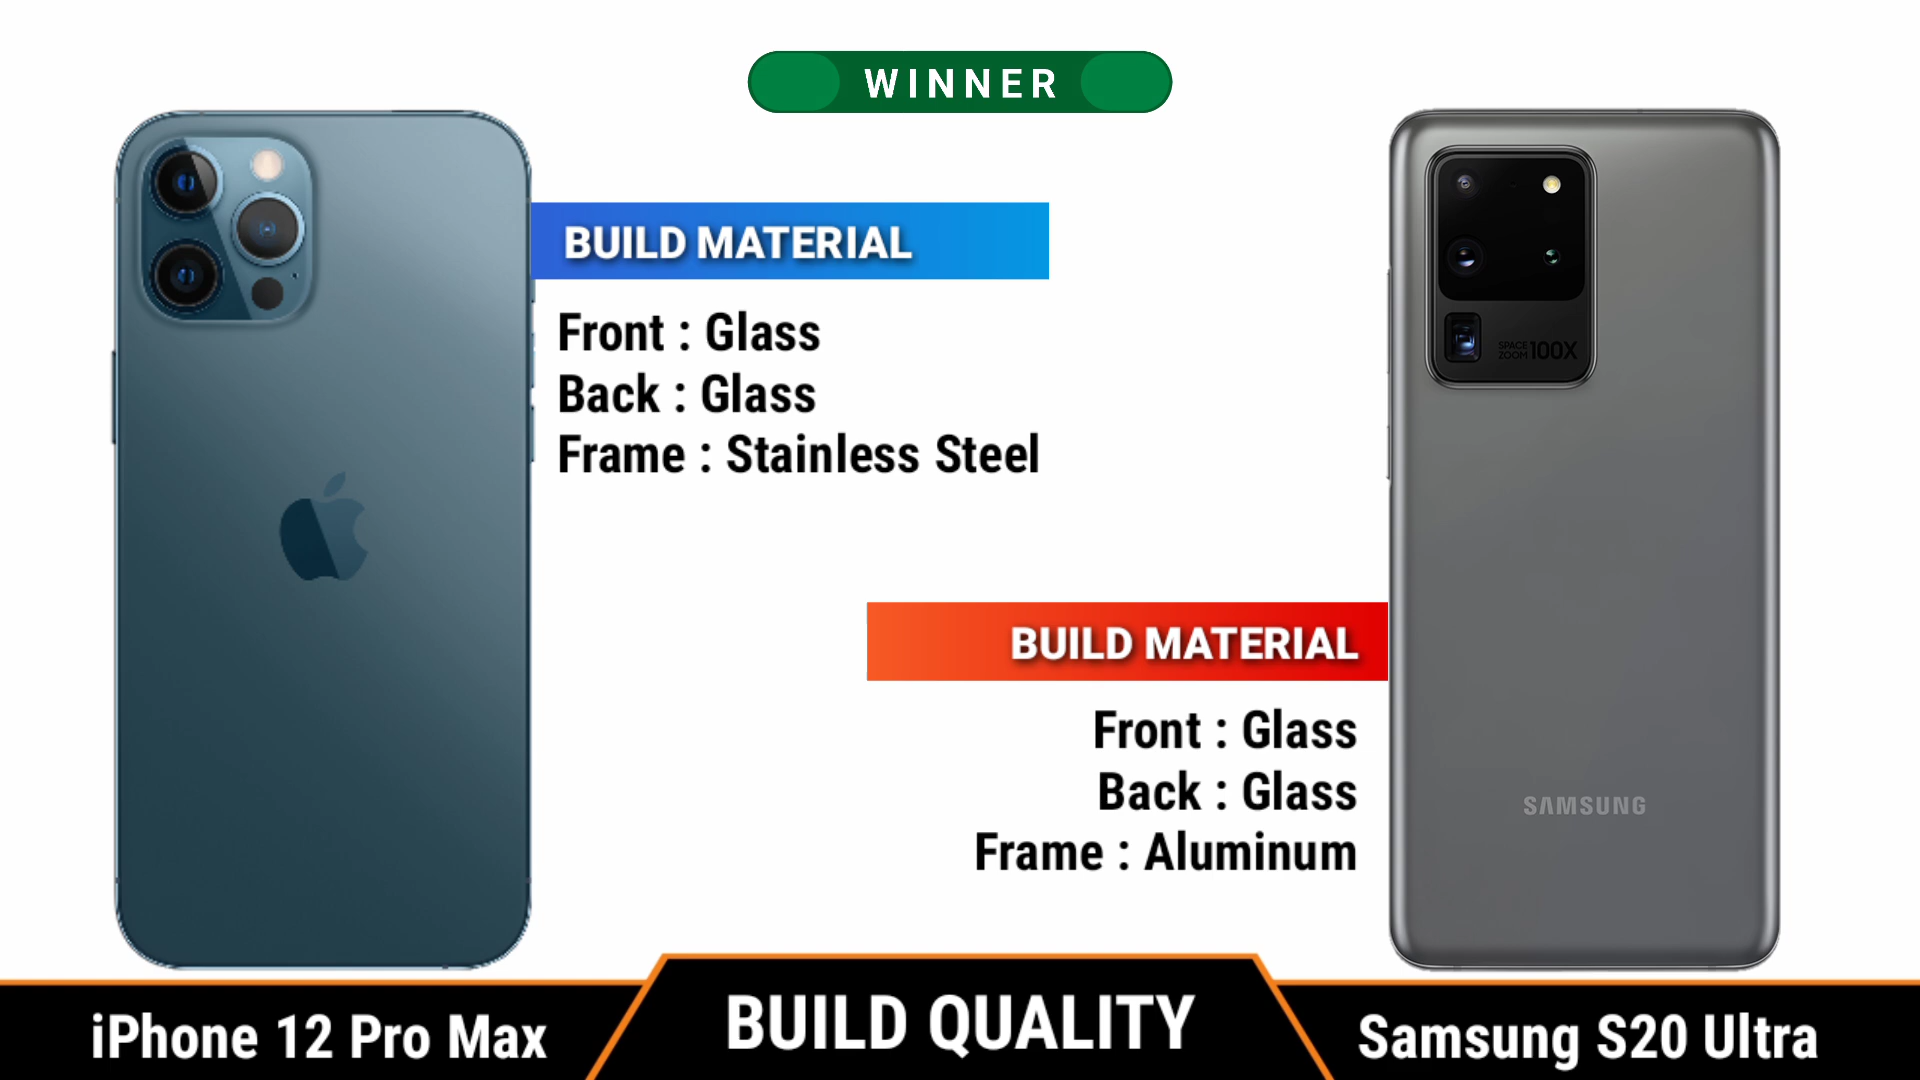 WINNER
BUILD MATERIAL
Front : Glass
Back : Glass
Frame : Stainless Steel
SPACE
ZOOM 100X
BUILD MATERIAL
Front : Glass
Back : Glass
Frame : Aluminum
SAMSUNG
iPhone 12 Pro Max
BUILD QUALITY
Samsung S20 Ultra